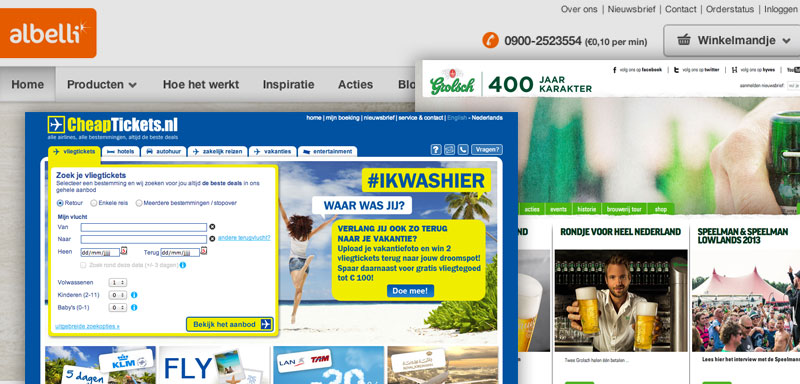 Over ons | Nieuwsbrief | Contact | Orderstatus | Inloggen
albelli
0900-2523554 (€0,10 per min)
Winkelmandje
Home
Producten
Hoe het werkt
Inspiratie
Acties
Blo
Grolsch
400 JAAR KARAKTER
volg ons op facebook
volg ons op twitter
volg ons op hyves
You
aanmelden nieuwsbrief:
CheapTickets.nl
alle airlines, alle bestemmingen, altijd de beste deals
home | mijn boeking | nieuwsbrief | service & contact | English - Nederlands
vliegtickets
hotels
autohuur
zakelijk reizen
vakanties
entertainment
Vragen?
Zoek je vliegtickets
Selecteer een bestemming en wij zoeken voor jou altijd de beste deals in ons
gehele aanbod
Retour
Enkele reis
Meerdere bestemmingen / stopover
Mijn vlucht
Van
Naar
andere terugvlucht?
Heen dd/mm/jjjj
Terug dd/mm/jjjj
Zoek rond deze data (+/- 3 dagen)
Volwassenen 1
Kinderen (2-11) 0
Baby's (0-1) 0
uitgebreide zoekopties »
Bekijk het aanbod
#IKWASHIER
WAAR WAS JIJ?
VERLANG JIJ OOK ZO TERUG
NAAR JE VAKANTIE?
Upload je vakantiefoto en win 2
vliegtickets terug naar jouw droomspot!
Spaar daarnaast voor gratis vliegtegoed
tot € 100!
Doe mee!
5 dagen
KLM
FLY
LAN
TAM
acties
events
historie
brouwerij tour
shop
RONDJE VOOR HEEL NEDERLAND
SPEELMAN & SPEELMAN
LOWLANDS 2013
Twee Grolsch halen dan betalen ...
Lees hier het interview met de Speelman